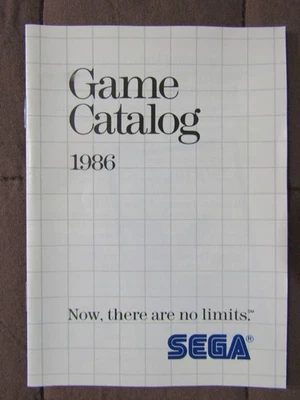 Game
Catalog
1986
Now, there are no limits.℠
SEGA®